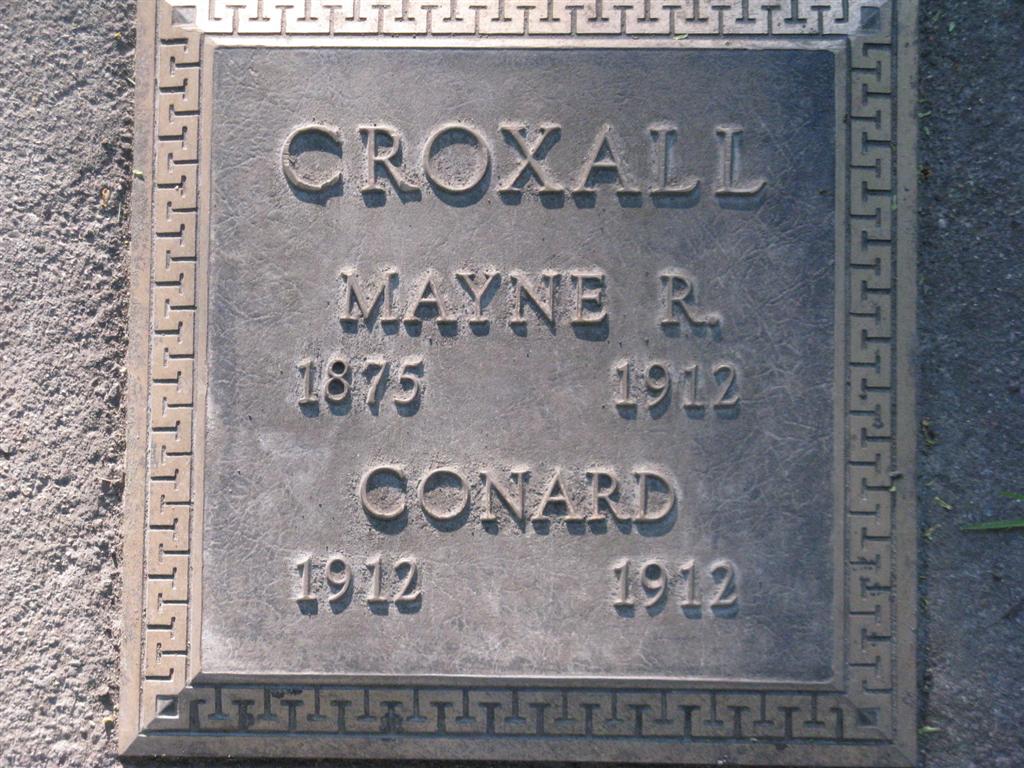 CROXALL
MAYNE R.
1875 1912
CONARD
1912 1912